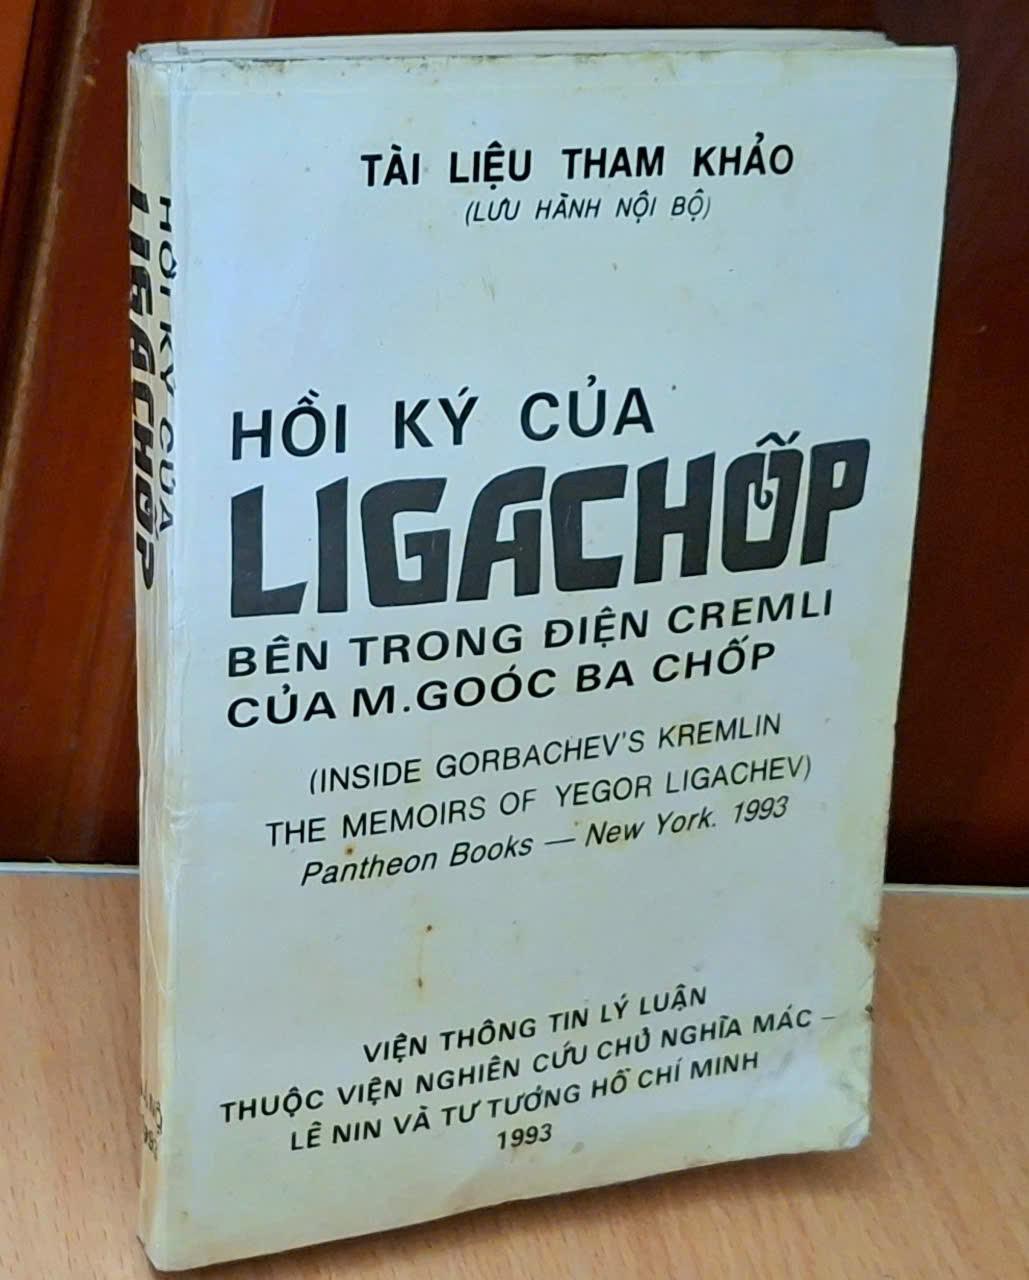 TÀI LIỆU THAM KHẢO
(LƯU HÀNH NỘI BỘ)
HỒI KÝ CỦA
LIGACHỐP
BÊN TRONG ĐIỆN CREMLI
CỦA M.GOÓC BA CHỐP
(INSIDE GORBACHEV'S KREMLIN
THE MEMOIRS OF YEGOR LIGACHEV)
Pantheon Books — New York. 1993
VIỆN THÔNG TIN LÝ LUẬN
THUỘC VIỆN NGHIÊN CỨU CHỦ NGHĨA MÁC –
LÊ NIN VÀ TƯ TƯỞNG HỒ CHÍ MINH
1993
HỒI KÝ CỦA
LIGACHỐP